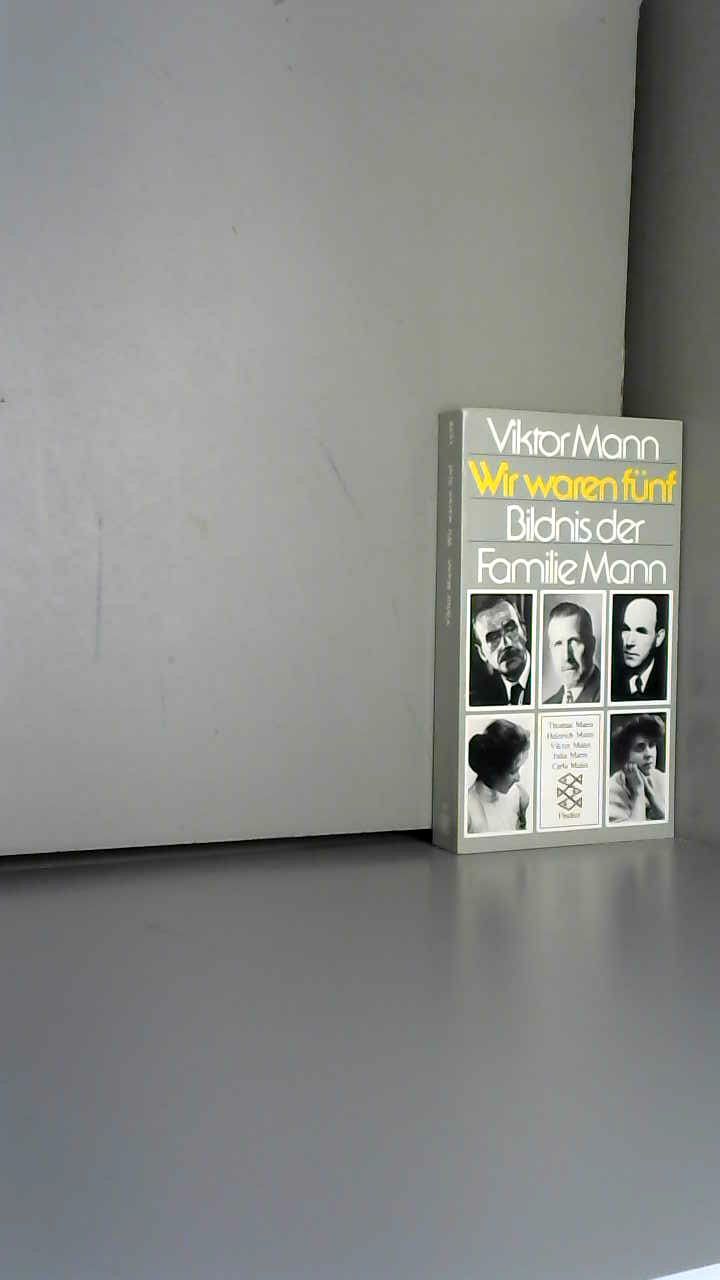 Viktor Mann
Wir waren fünf
Bildnis der
Familie Mann
Thomas Mann
Heinrich Mann
Viktor Mann
Julia Mann
Carla Mann
Fischer